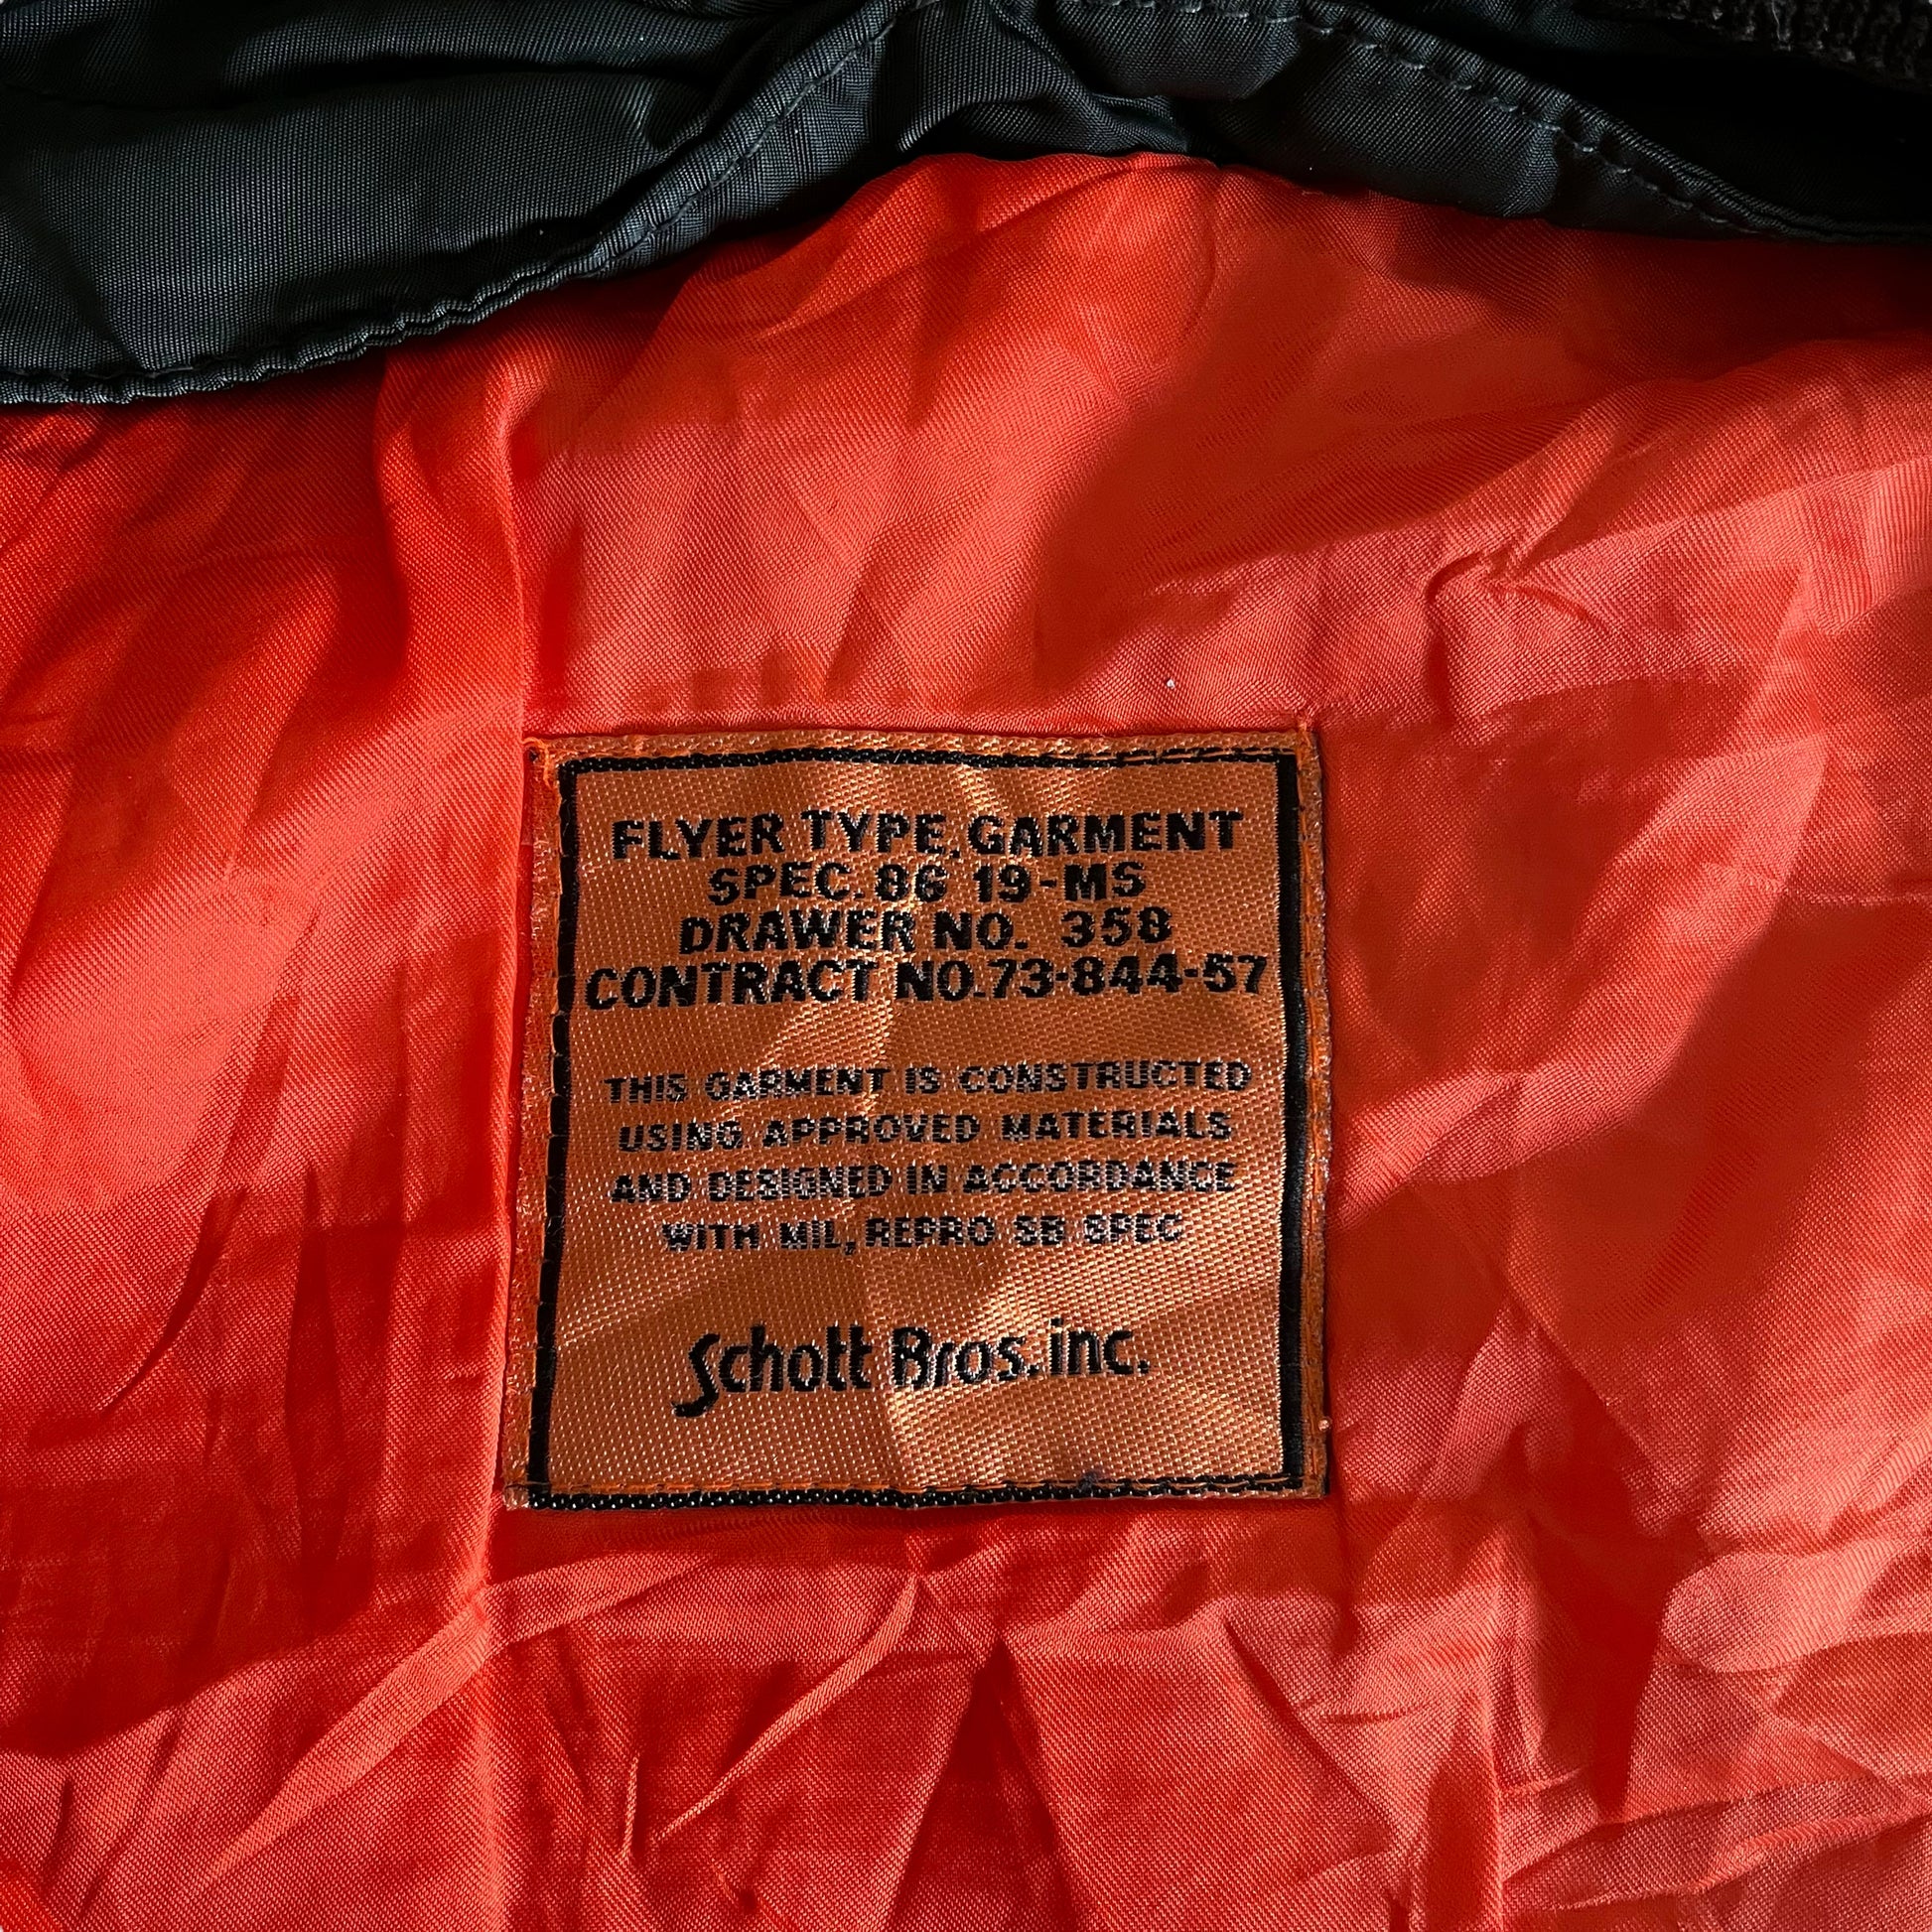 FLYER TYPE. GARMENT
SPEC. 86 19-MS
DRAWER NO. 358
CONTRACT NO. 73-844-57
THIS GARMENT IS CONSTRUCTED
USING APPROVED MATERIALS
AND DESIGNED IN ACCORDANCE
WITH MIL, REPRO SB SPEC
Schott Bros. inc.